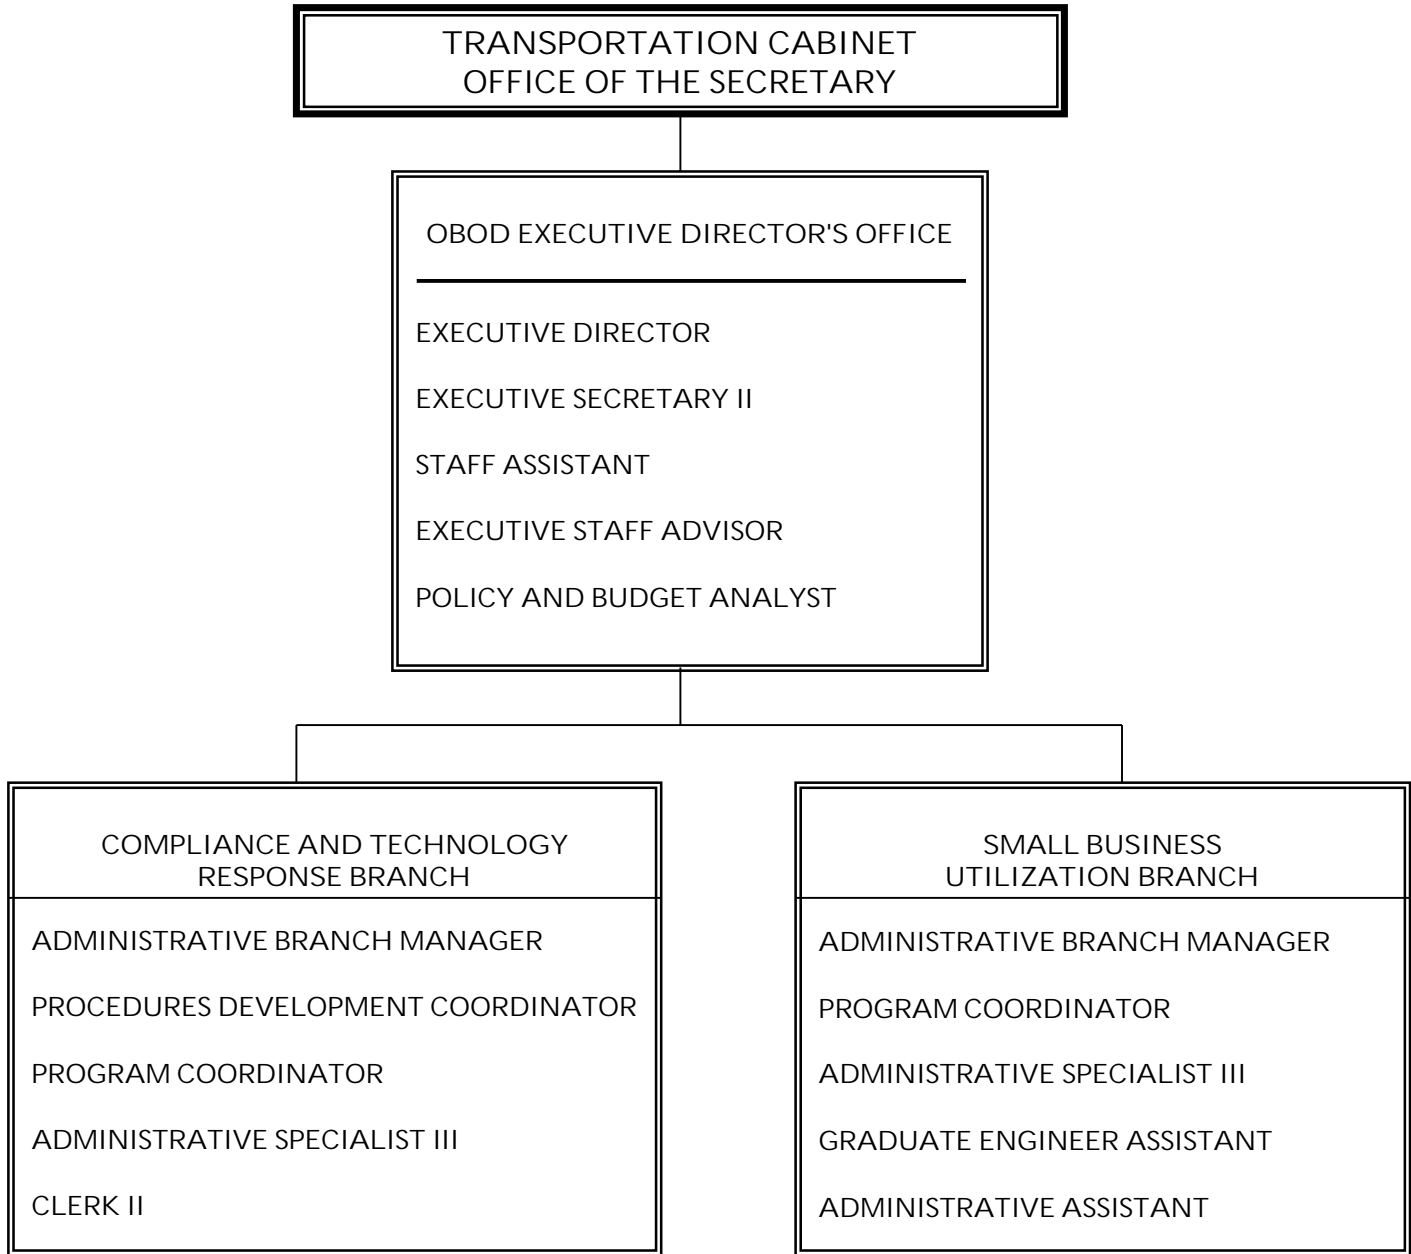 TRANSPORTATION CABINET
OFFICE OF THE SECRETARY
OBOD EXECUTIVE DIRECTOR'S OFFICE
EXECUTIVE DIRECTOR
EXECUTIVE SECRETARY II
STAFF ASSISTANT
EXECUTIVE STAFF ADVISOR
POLICY AND BUDGET ANALYST
COMPLIANCE AND TECHNOLOGY
RESPONSE BRANCH
ADMINISTRATIVE BRANCH MANAGER
PROCEDURES DEVELOPMENT COORDINATOR
PROGRAM COORDINATOR
ADMINISTRATIVE SPECIALIST III
CLERK II
SMALL BUSINESS
UTILIZATION BRANCH
ADMINISTRATIVE BRANCH MANAGER
PROGRAM COORDINATOR
ADMINISTRATIVE SPECIALIST III
GRADUATE ENGINEER ASSISTANT
ADMINISTRATIVE ASSISTANT